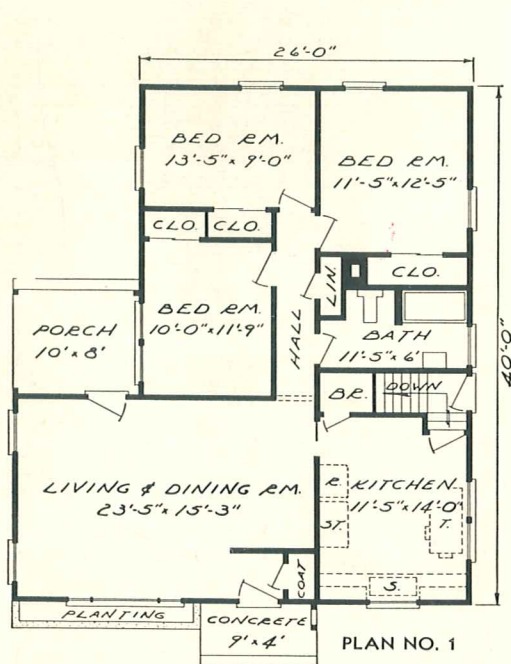 26'-0"
BED RM.
13'-5" x 9'-0"
BED RM.
11'-5" x 12'-5"
CLO.
CLO.
CLO.
LIN.
BED RM.
10'-0" x 11'-9"
HALL
PORCH
10' x 8'
BATH
11'-5" x 6'
40'-0"
BR.
DOWN
LIVING & DINING RM.
23'-5" x 15'-3"
R.
KITCHEN
11'-5" x 14'-0"
ST.
T.
COAT
S.
PLANTING
CONCRETE
9' x 4'
PLAN NO. 1